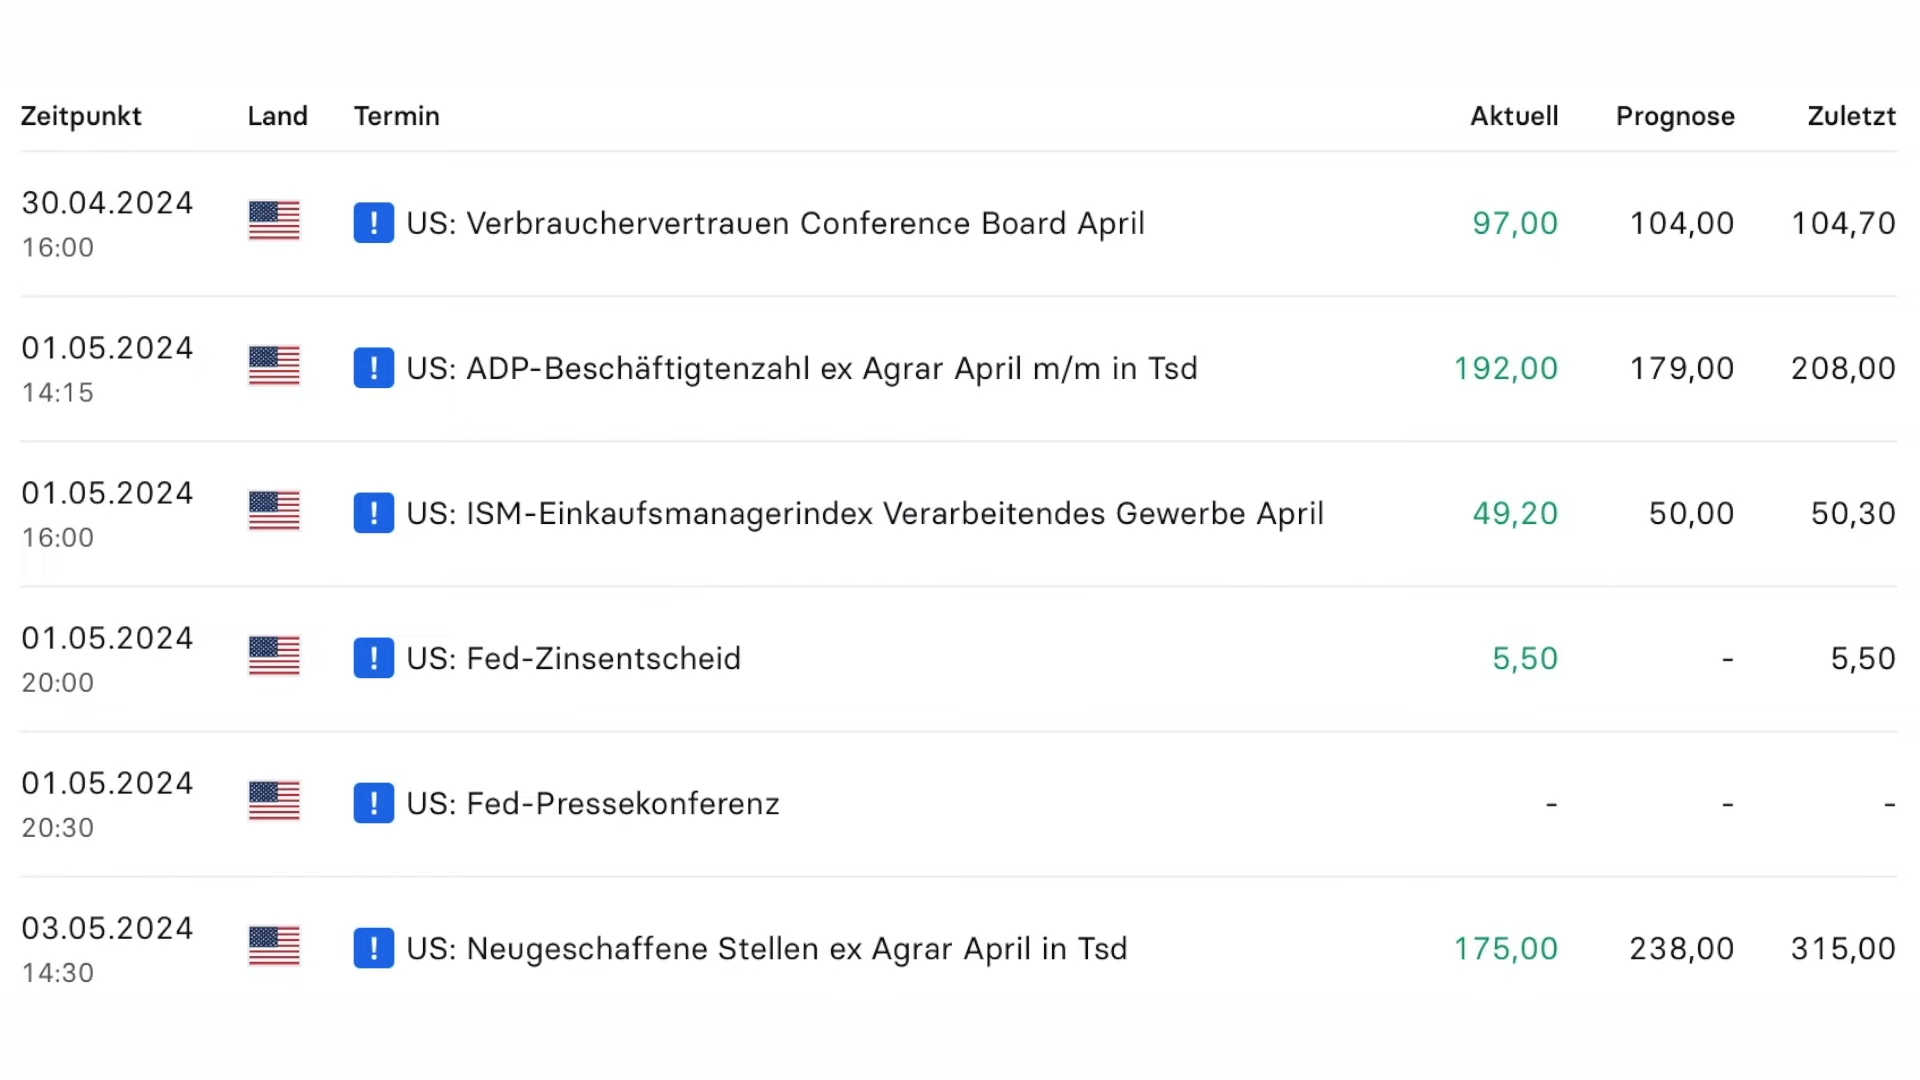 Zeitpunkt Land Termin Aktuell Prognose Zuletzt
30.04.2024
16:00
! US: Verbrauchervertrauen Conference Board April 97,00 104,00 104,70
01.05.2024
14:15
! US: ADP-Beschäftigtenzahl ex Agrar April m/m in Tsd 192,00 179,00 208,00
01.05.2024
16:00
! US: ISM-Einkaufsmanagerindex Verarbeitendes Gewerbe April 49,20 50,00 50,30
01.05.2024
20:00
! US: Fed-Zinsentscheid 5,50 - 5,50
01.05.2024
20:30
! US: Fed-Pressekonferenz - - -
03.05.2024
14:30
! US: Neugeschaffene Stellen ex Agrar April in Tsd 175,00 238,00 315,00